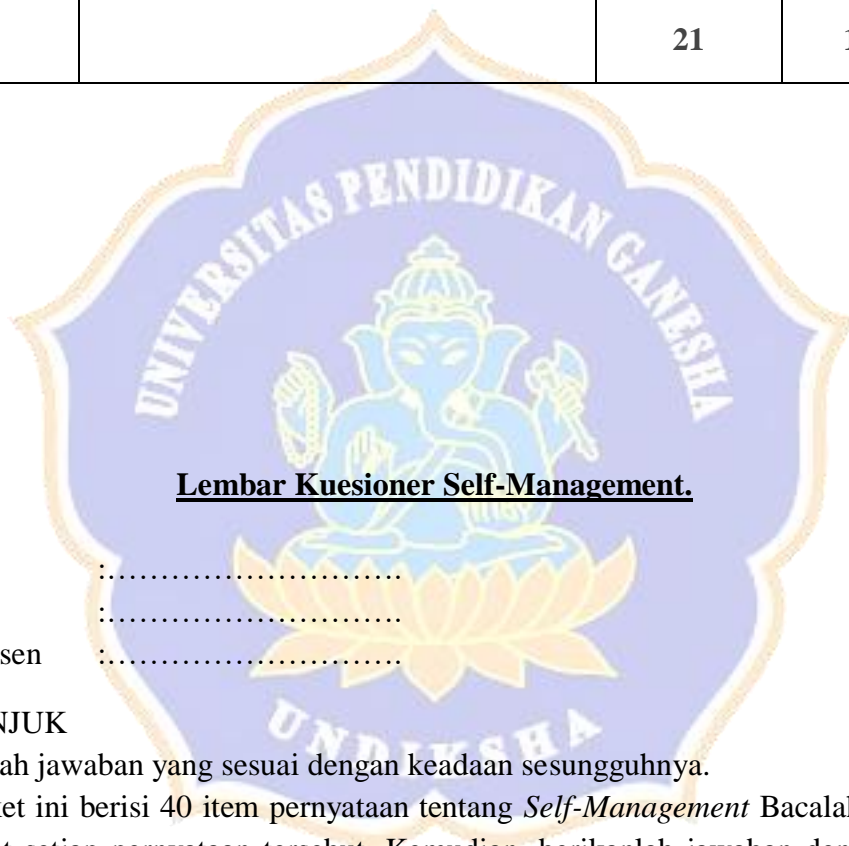 21
UNIVERSITAS PENDIDIKAN GANESHA
Lembar Kuesioner Self-Management.
:……………………….
:……………………….
sen :……………………….
NJUK
UNDIKSHA
ah jawaban yang sesuai dengan keadaan sesungguhnya.
ket ini berisi 40 item pernyataan tentang Self-Management Bacalah